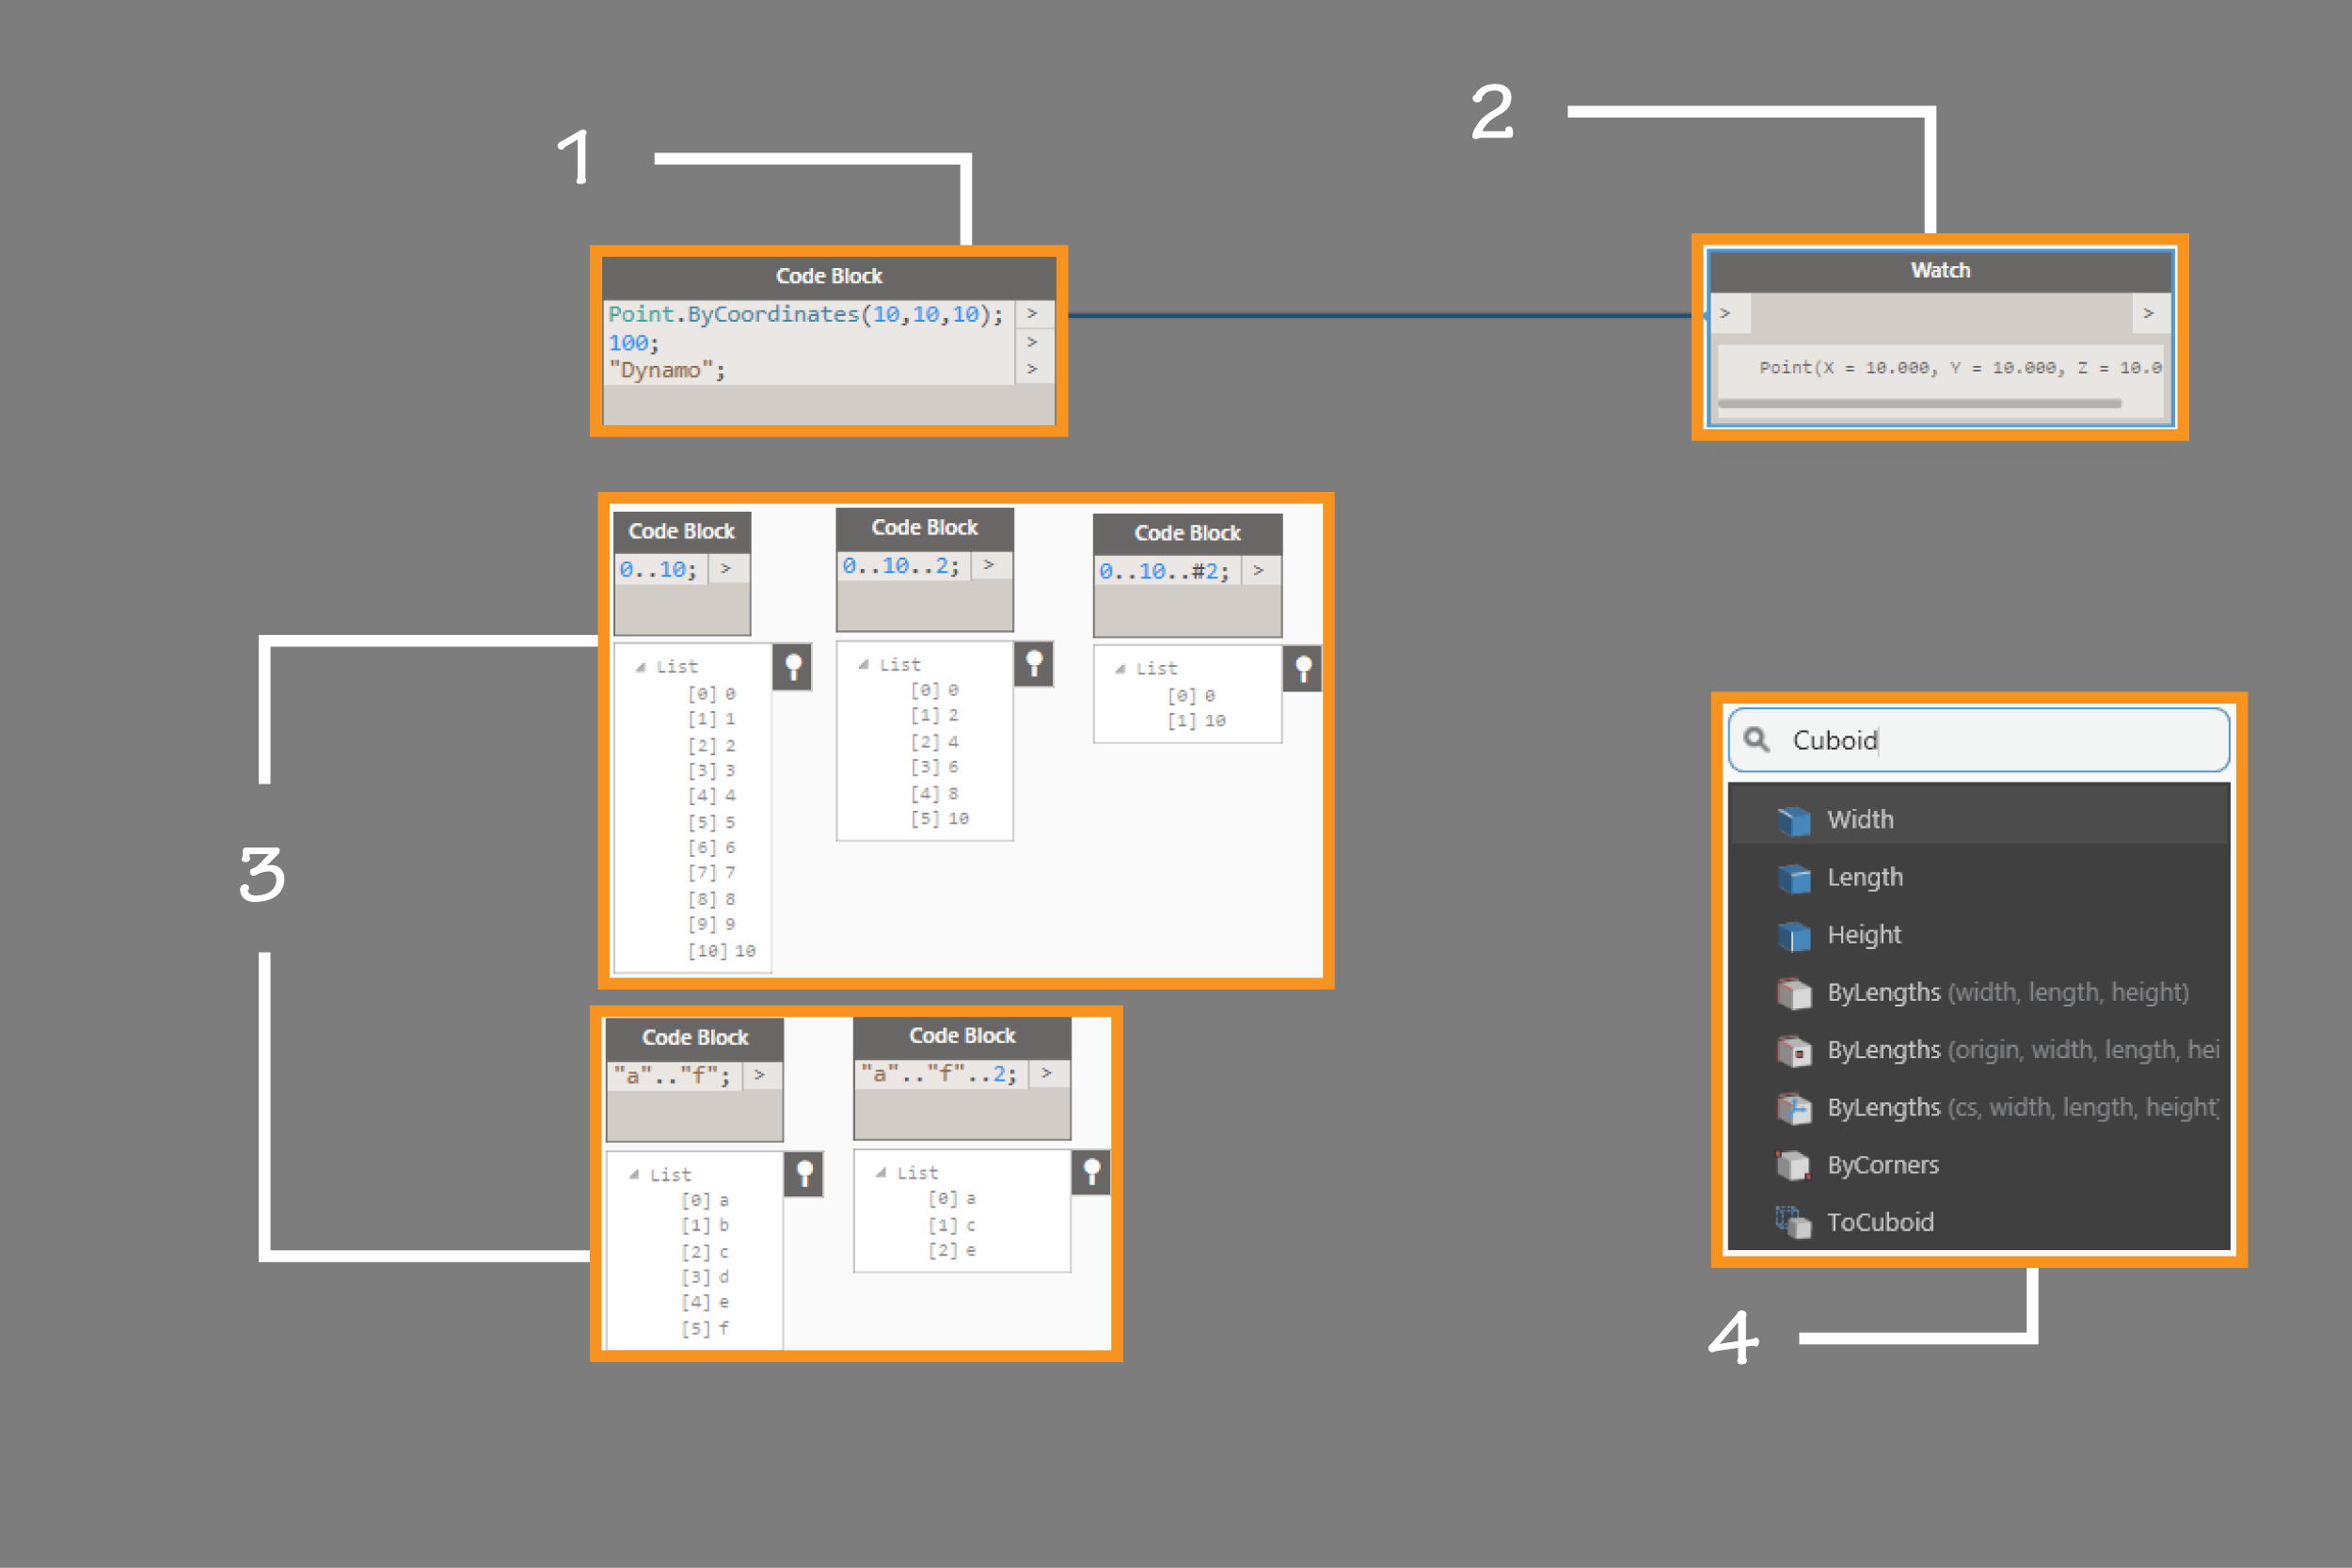 1
2
Code Block
Point.ByCoordinates(10,10,10); >
100; >
"Dynamo"; >
Watch
> >
Point(X = 10.000, Y = 10.000, Z = 10.0
3
Code Block
0..10; >
List
[0] 0
[1] 1
[2] 2
[3] 3
[4] 4
[5] 5
[6] 6
[7] 7
[8] 8
[9] 9
[10] 10
Code Block
0..10..2; >
List
[0] 0
[1] 2
[2] 4
[3] 6
[4] 8
[5] 10
Code Block
0..10..#2; >
List
[0] 0
[1] 10
Code Block
"a".."f"; >
List
[0] a
[1] b
[2] c
[3] d
[4] e
[5] f
Code Block
"a".."f"..2; >
List
[0] a
[1] c
[2] e
Cuboid
Width
Length
Height
ByLengths (width, length, height)
ByLengths (origin, width, length, hei
ByLengths (cs, width, length, height)
ByCorners
ToCuboid
4